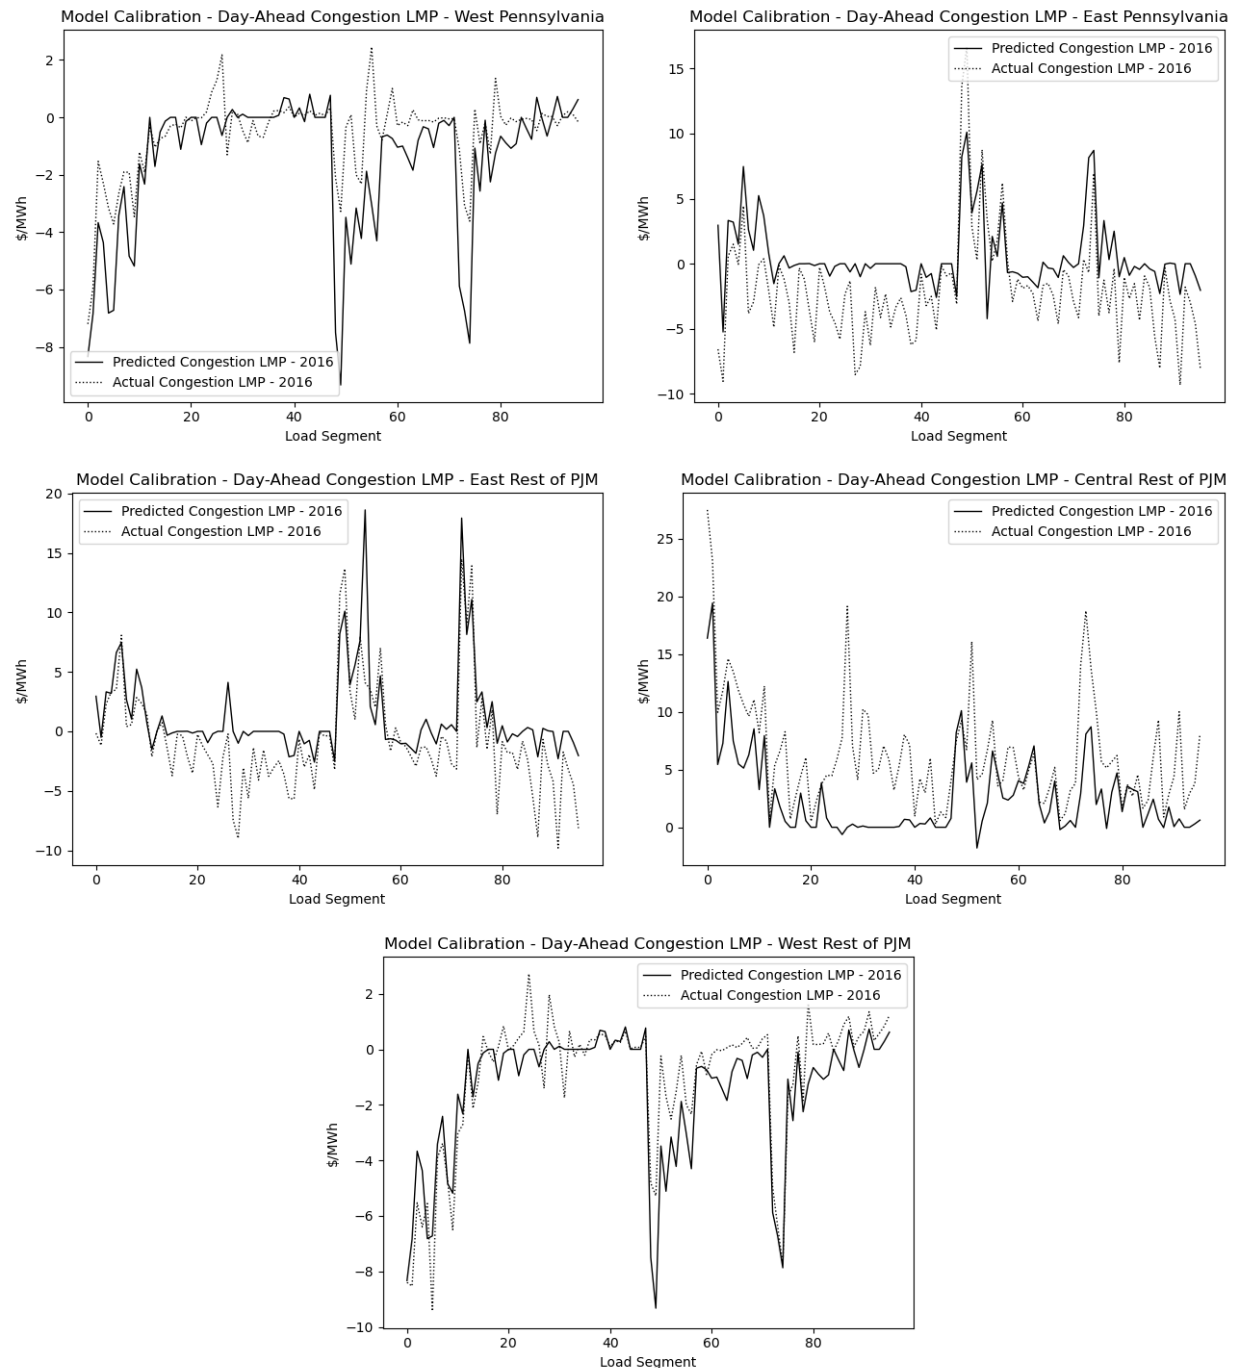 Model Calibration - Day-Ahead Congestion LMP - West Pennsylvania
2
0
−2
−4
−6
−8
$/MWh
Predicted Congestion LMP - 2016
Actual Congestion LMP - 2016
0 20 40 60 80
Load Segment
Model Calibration - Day-Ahead Congestion LMP - East Pennsylvania
Predicted Congestion LMP - 2016
Actual Congestion LMP - 2016
15
10
5
0
−5
−10
$/MWh
0 20 40 60 80
Load Segment
Model Calibration - Day-Ahead Congestion LMP - East Rest of PJM
Predicted Congestion LMP - 2016
Actual Congestion LMP - 2016
20
15
10
5
0
−5
−10
$/MWh
0 20 40 60 80
Load Segment
Model Calibration - Day-Ahead Congestion LMP - Central Rest of PJM
Predicted Congestion LMP - 2016
Actual Congestion LMP - 2016
25
20
15
10
5
0
$/MWh
0 20 40 60 80
Load Segment
Model Calibration - Day-Ahead Congestion LMP - West Rest of PJM
Predicted Congestion LMP - 2016
Actual Congestion LMP - 2016
2
0
−2
−4
−6
−8
−10
$/MWh
0 20 40 60 80
Load Segment